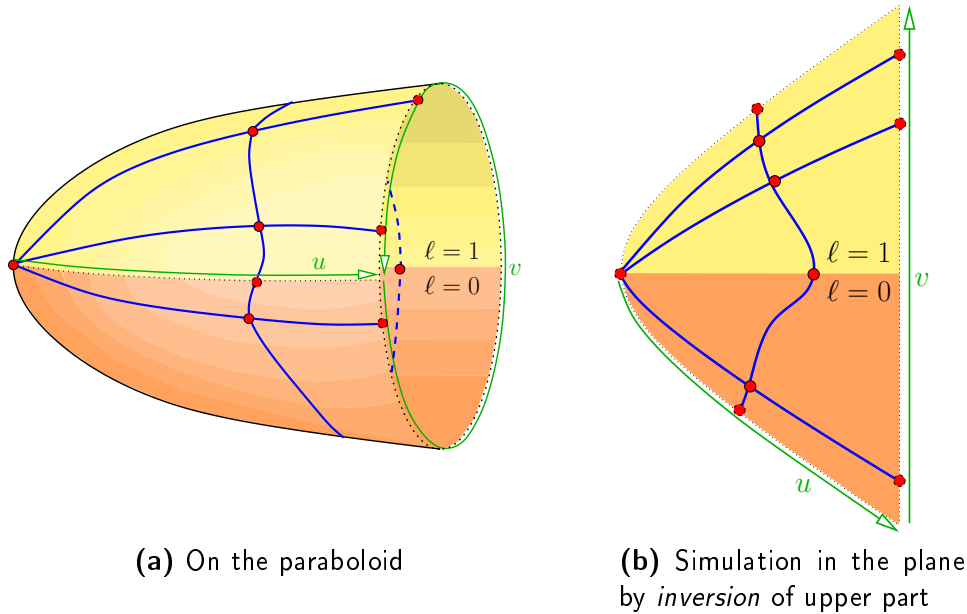 u
ℓ = 1
ℓ = 0
v
ℓ = 1
ℓ = 0
v
u
(a) On the paraboloid
(b) Simulation in the plane
by inversion of upper part